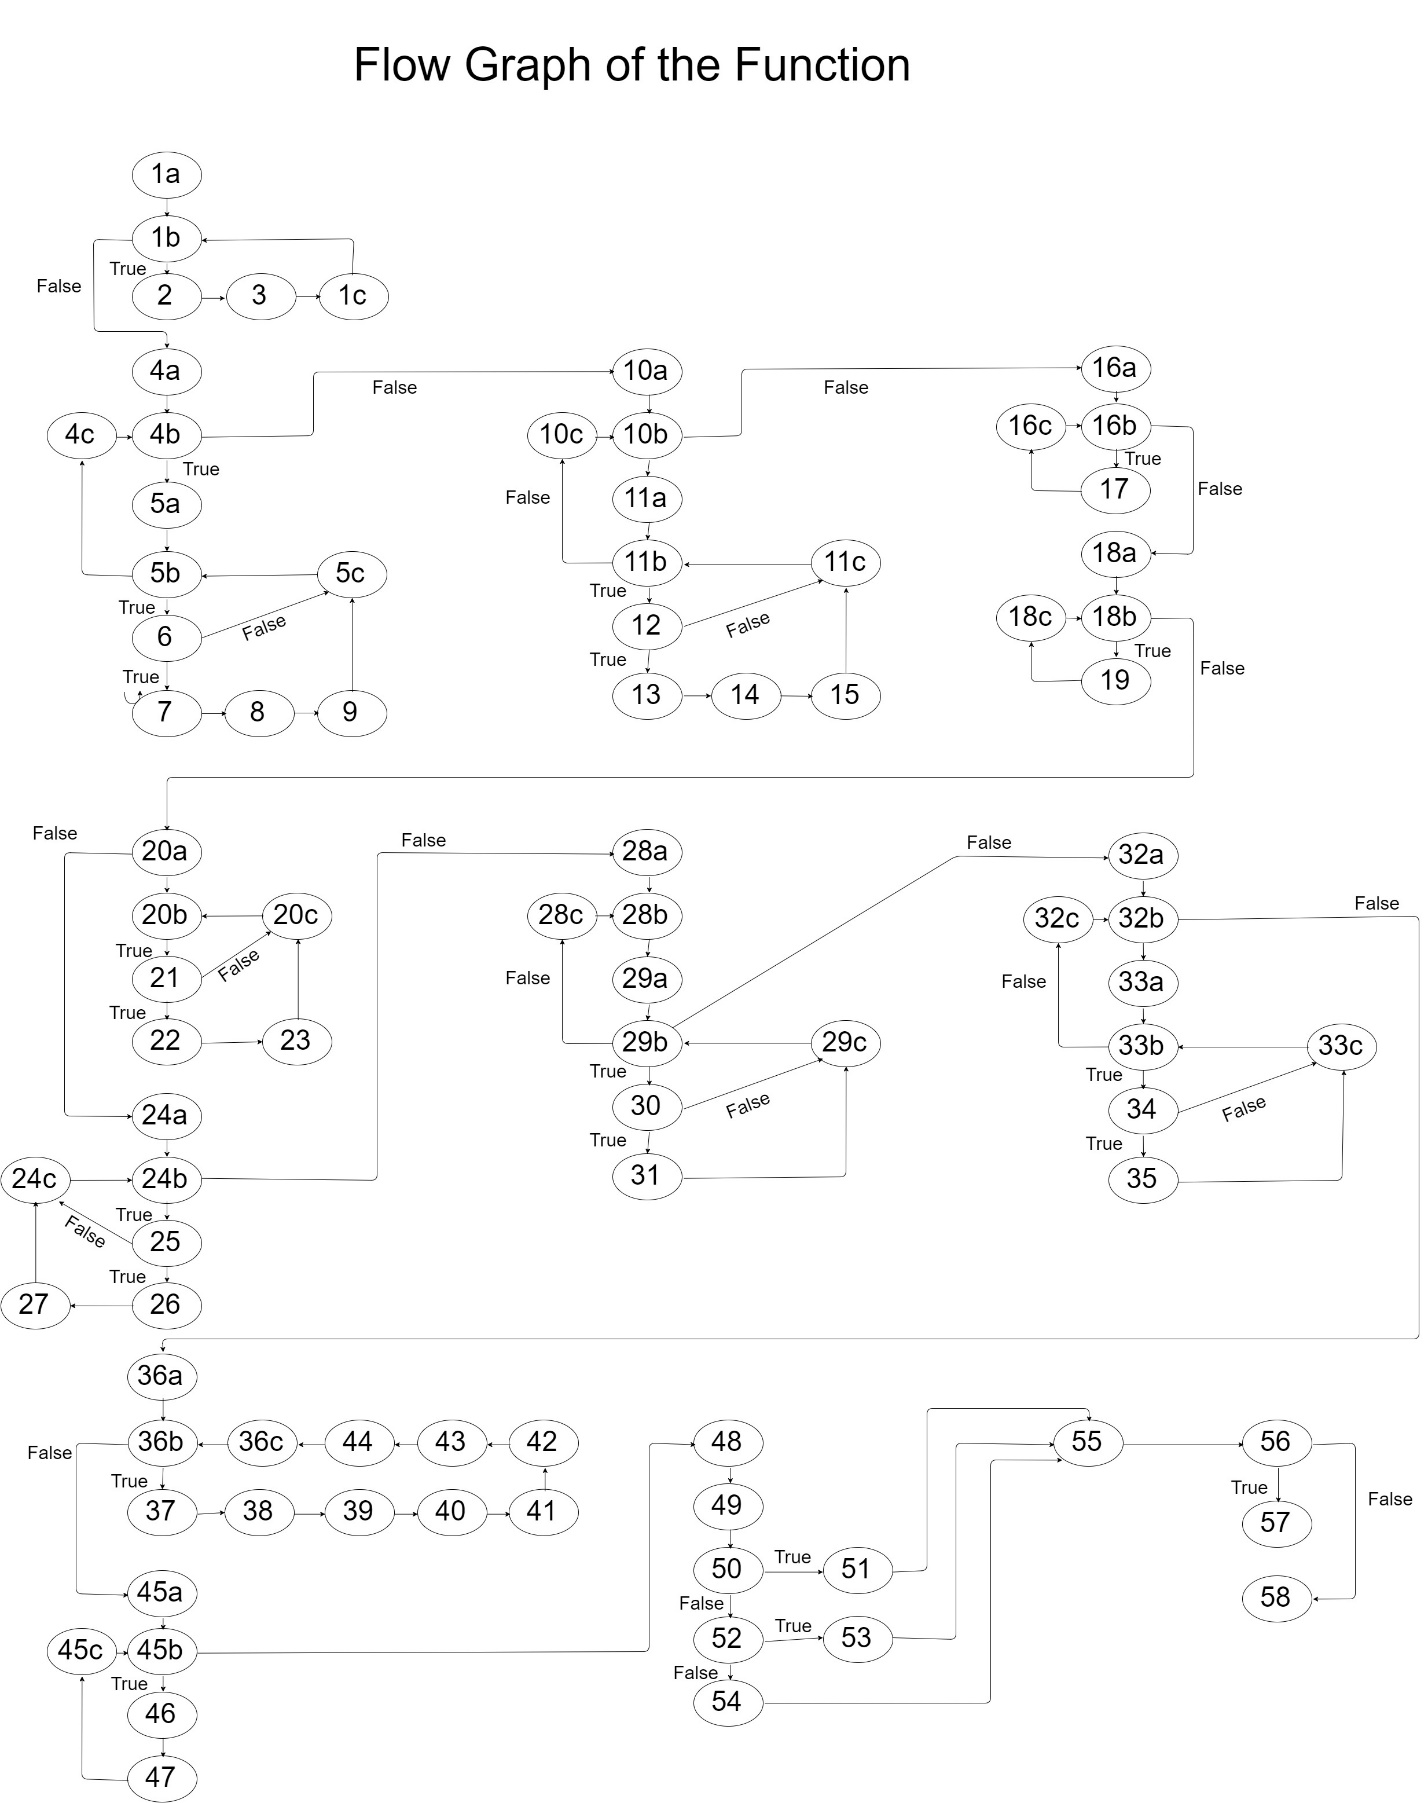 Flow Graph of the Function
1a
1b
True
False
2
3
1c
4a
10a
16a
False
False
4c
4b
10c
10b
16c
16b
True
True
5a
False
11a
17
False
5b
5c
11b
11c
18a
True
True
6
False
12
False
18c
18b
True
True
True
False
7
8
9
13
14
15
19
False
False
False
20a
28a
32a
False
20b
20c
28c
28b
32c
32b
True
False
21
False
29a
False
33a
True
22
23
29b
29c
33b
33c
True
True
24a
30
False
34
False
True
True
24c
24b
31
35
True
False
25
True
27
26
36a
False
36b
36c
44
43
42
48
55
56
True
True
False
37
38
39
40
41
49
57
True
45a
50
51
58
False
True
45c
45b
52
53
True
False
46
54
47